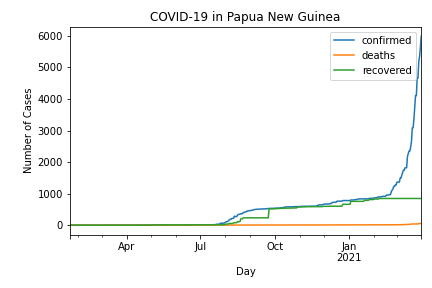 COVID-19 in Papua New Guinea
confirmed
deaths
recovered
Number of Cases
6000
5000
4000
3000
2000
1000
0
Apr
Jul
Oct
Jan
2021
Day